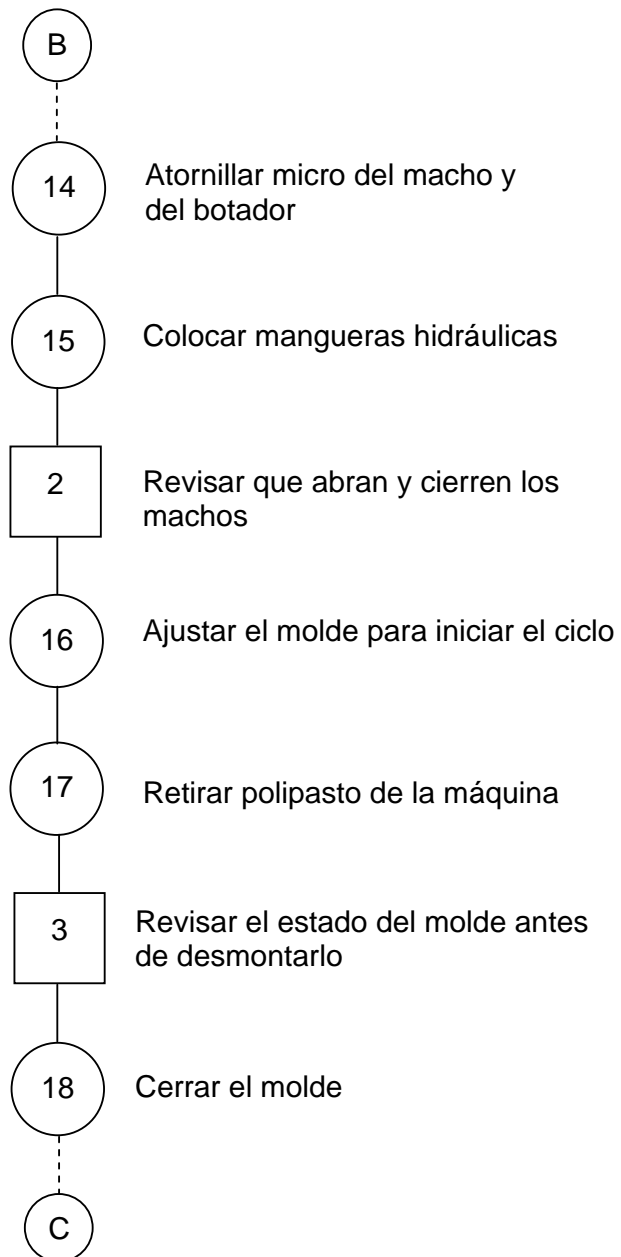 B
14
Atornillar micro del macho y
del botador
15
Colocar mangueras hidráulicas
2
Revisar que abran y cierren los
machos
16
Ajustar el molde para iniciar el ciclo
17
Retirar polipasto de la máquina
3
Revisar el estado del molde antes
de desmontarlo
18
Cerrar el molde
C